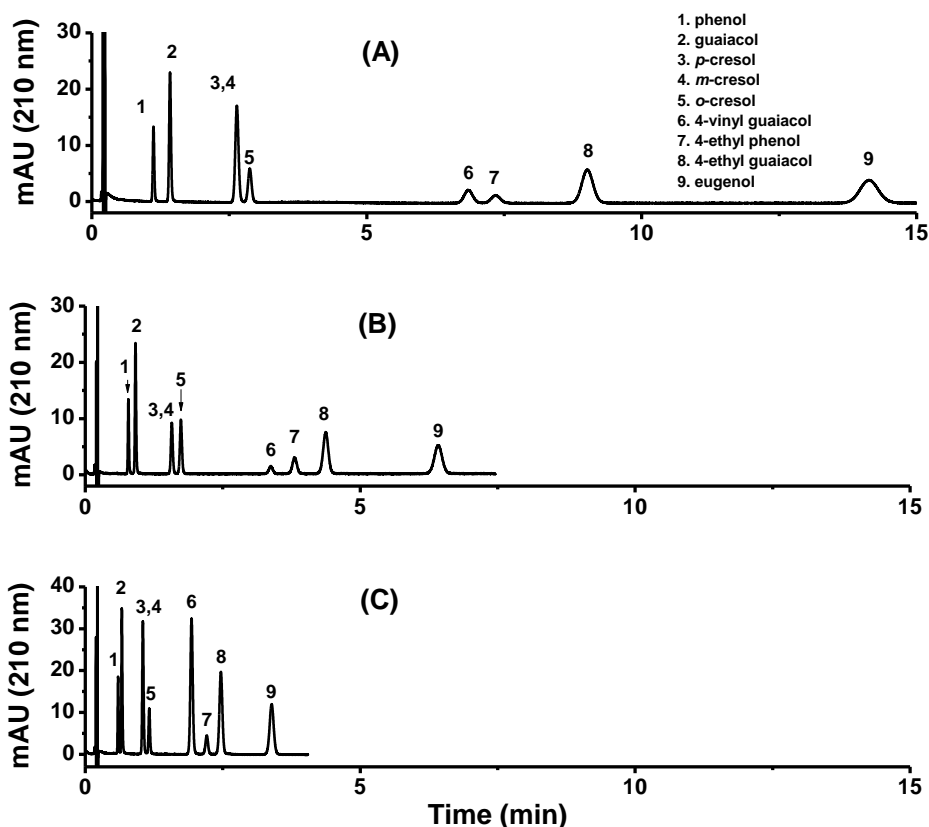 30
20
10
0
mAU (210 nm)
(A)
1
2
3,4
5
6
7
8
9
1. phenol
2. guaiacol
3. p-cresol
4. m-cresol
5. o-cresol
6. 4-vinyl guaiacol
7. 4-ethyl phenol
8. 4-ethyl guaiacol
9. eugenol
0 5 10 15
30
20
10
0
mAU (210 nm)
(B)
1
2
3,4
5
6
7
8
9
0 5 10 15
40
30
20
10
0
mAU (210 nm)
(C)
1
2
3,4
5
6
7
8
9
0 5 10 15
Time (min)